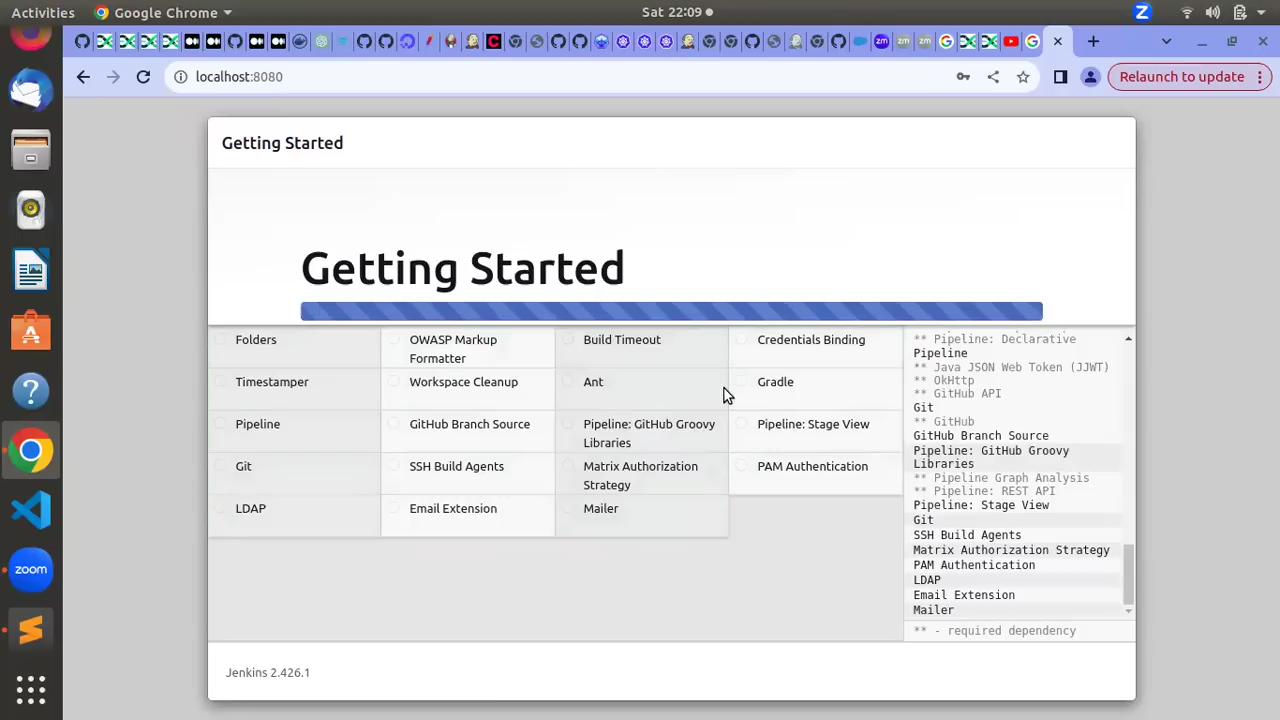 Activities
Google Chrome
Sat 22:09
localhost:8080
Relaunch to update
Getting Started
Getting Started
Folders
OWASP Markup
Formatter
Build Timeout
Credentials Binding
Timestamper
Workspace Cleanup
Ant
Gradle
Pipeline
GitHub Branch Source
Pipeline: GitHub Groovy
Libraries
Pipeline: Stage View
Git
SSH Build Agents
Matrix Authorization
Strategy
PAM Authentication
LDAP
Email Extension
Mailer
** Pipeline: Declarative
Pipeline
** Java JSON Web Token (JJWT)
** OkHttp
** GitHub API
Git
** GitHub
GitHub Branch Source
Pipeline: GitHub Groovy
Libraries
** Pipeline Graph Analysis
** Pipeline: REST API
Pipeline: Stage View
Git
SSH Build Agents
Matrix Authorization Strategy
PAM Authentication
LDAP
Email Extension
Mailer
** - required dependency
Jenkins 2.426.1
zoom